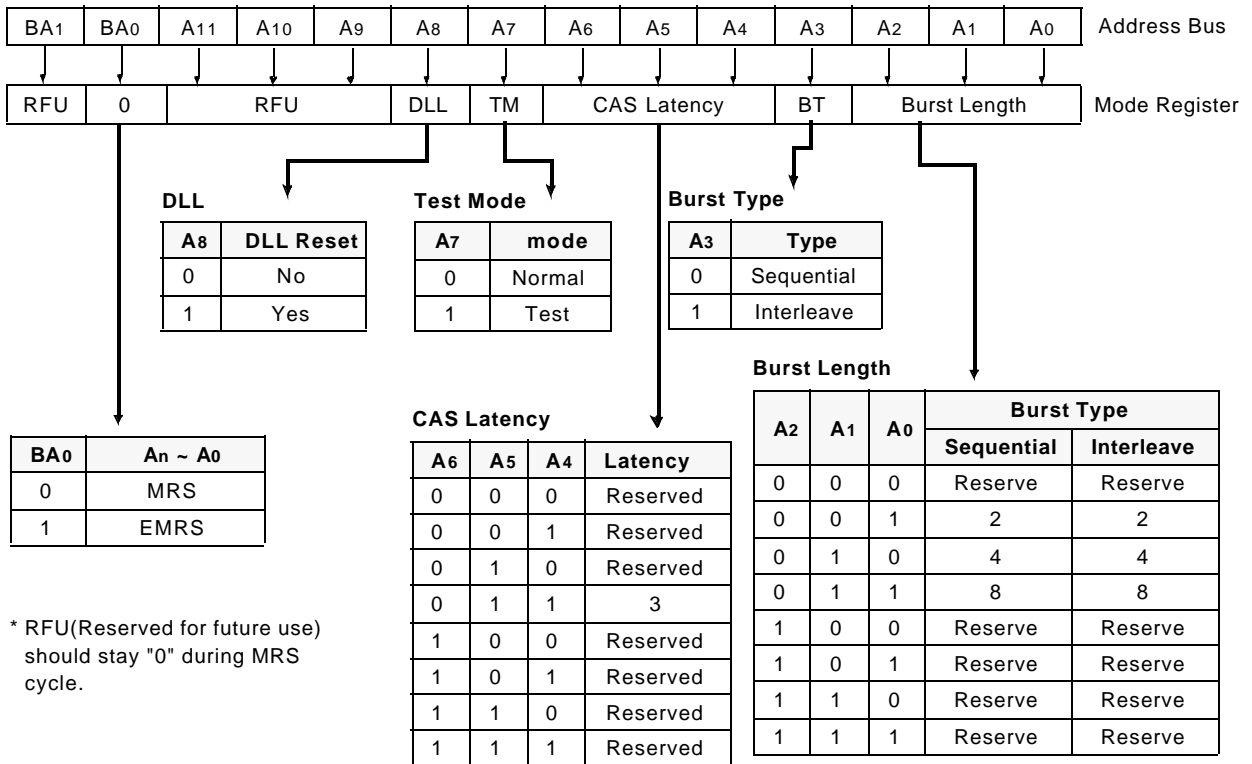 BA1 BA0 A11 A10 A9 A8 A7 A6 A5 A4 A3 A2 A1 A0 Address Bus
RFU 0 RFU DLL TM CAS Latency BT Burst Length Mode Register
DLL
A8 DLL Reset
0 No
1 Yes
Test Mode
A7 mode
0 Normal
1 Test
Burst Type
A3 Type
0 Sequential
1 Interleave
BA0 An ~ A0
0 MRS
1 EMRS
* RFU(Reserved for future use)
should stay "0" during MRS
cycle.
CAS Latency
A6 A5 A4 Latency
0 0 0 Reserved
0 0 1 Reserved
0 1 0 Reserved
0 1 1 3
1 0 0 Reserved
1 0 1 Reserved
1 1 0 Reserved
1 1 1 Reserved
Burst Length
A2 A1 A0 Burst Type
Sequential Interleave
0 0 0 Reserve Reserve
0 0 1 2 2
0 1 0 4 4
0 1 1 8 8
1 0 0 Reserve Reserve
1 0 1 Reserve Reserve
1 1 0 Reserve Reserve
1 1 1 Reserve Reserve